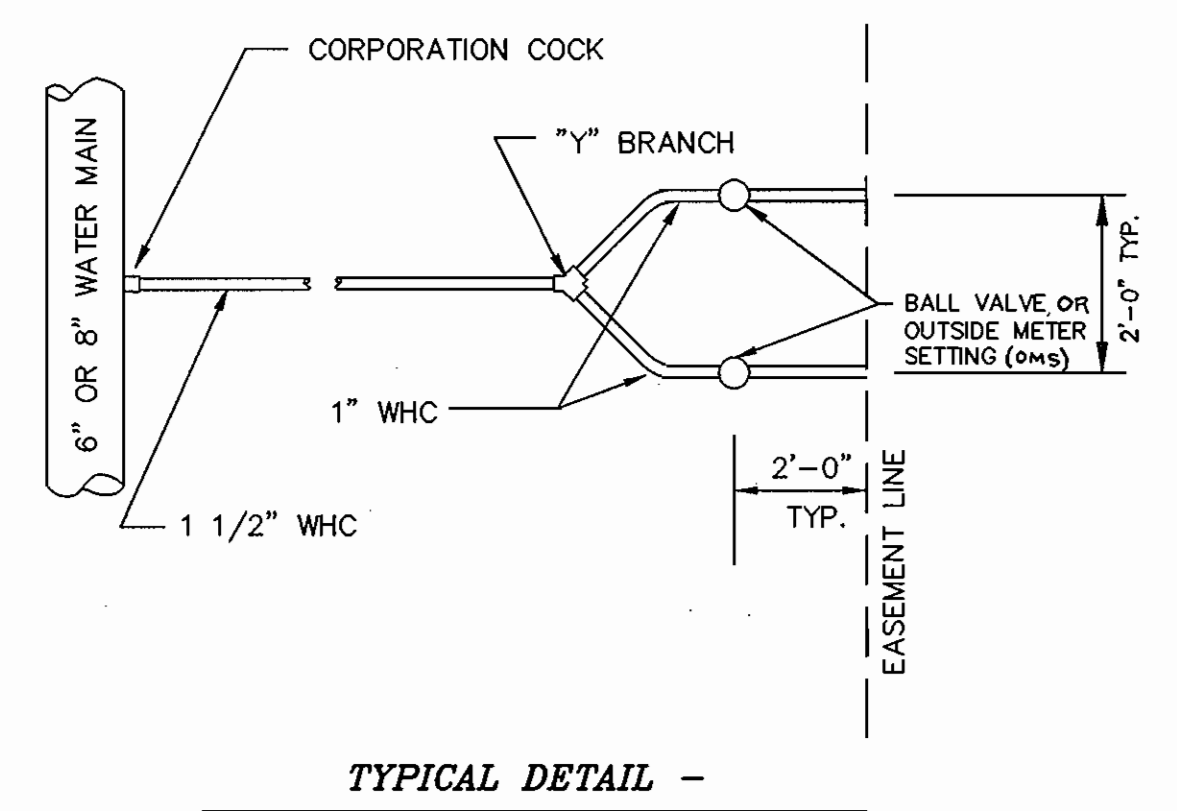 CORPORATION COCK
6" OR 8" WATER MAIN
"Y" BRANCH
2'-0" TYP.
BALL VALVE, OR
OUTSIDE METER
SETTING (OMS)
1" WHC
2'-0"
TYP.
1 1/2" WHC
EASEMENT LINE
TYPICAL DETAIL -